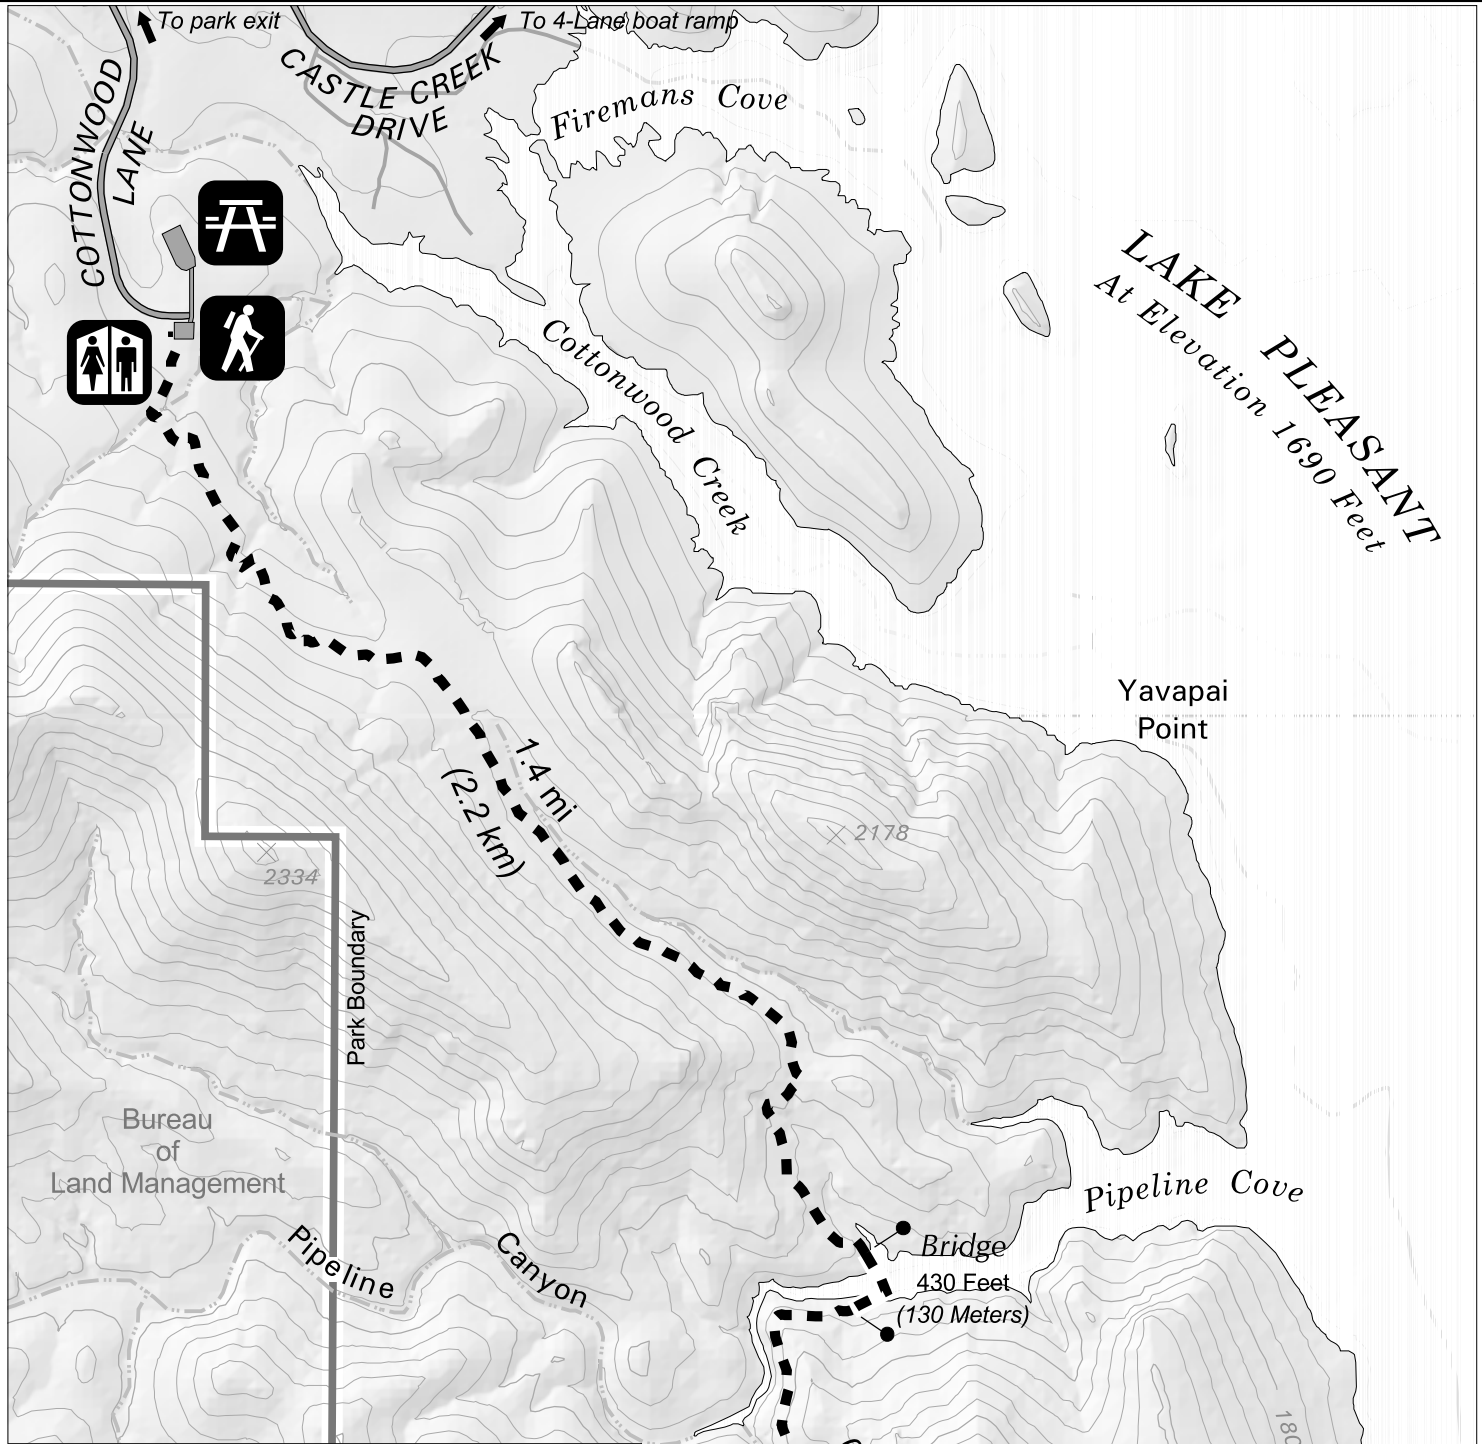 To park exit
To 4-Lane boat ramp
CASTLE CREEK
DRIVE
COTTONWOOD
LANE
Firemans Cove
LAKE PLEASANT
At Elevation 1690 Feet
Cottonwood Creek
Yavapai
Point
1.4 mi
(2.2 km)
2178
2334
Park Boundary
Bureau
of
Land Management
Pipeline Cove
Pipeline Canyon
Bridge
430 Feet
(130 Meters)